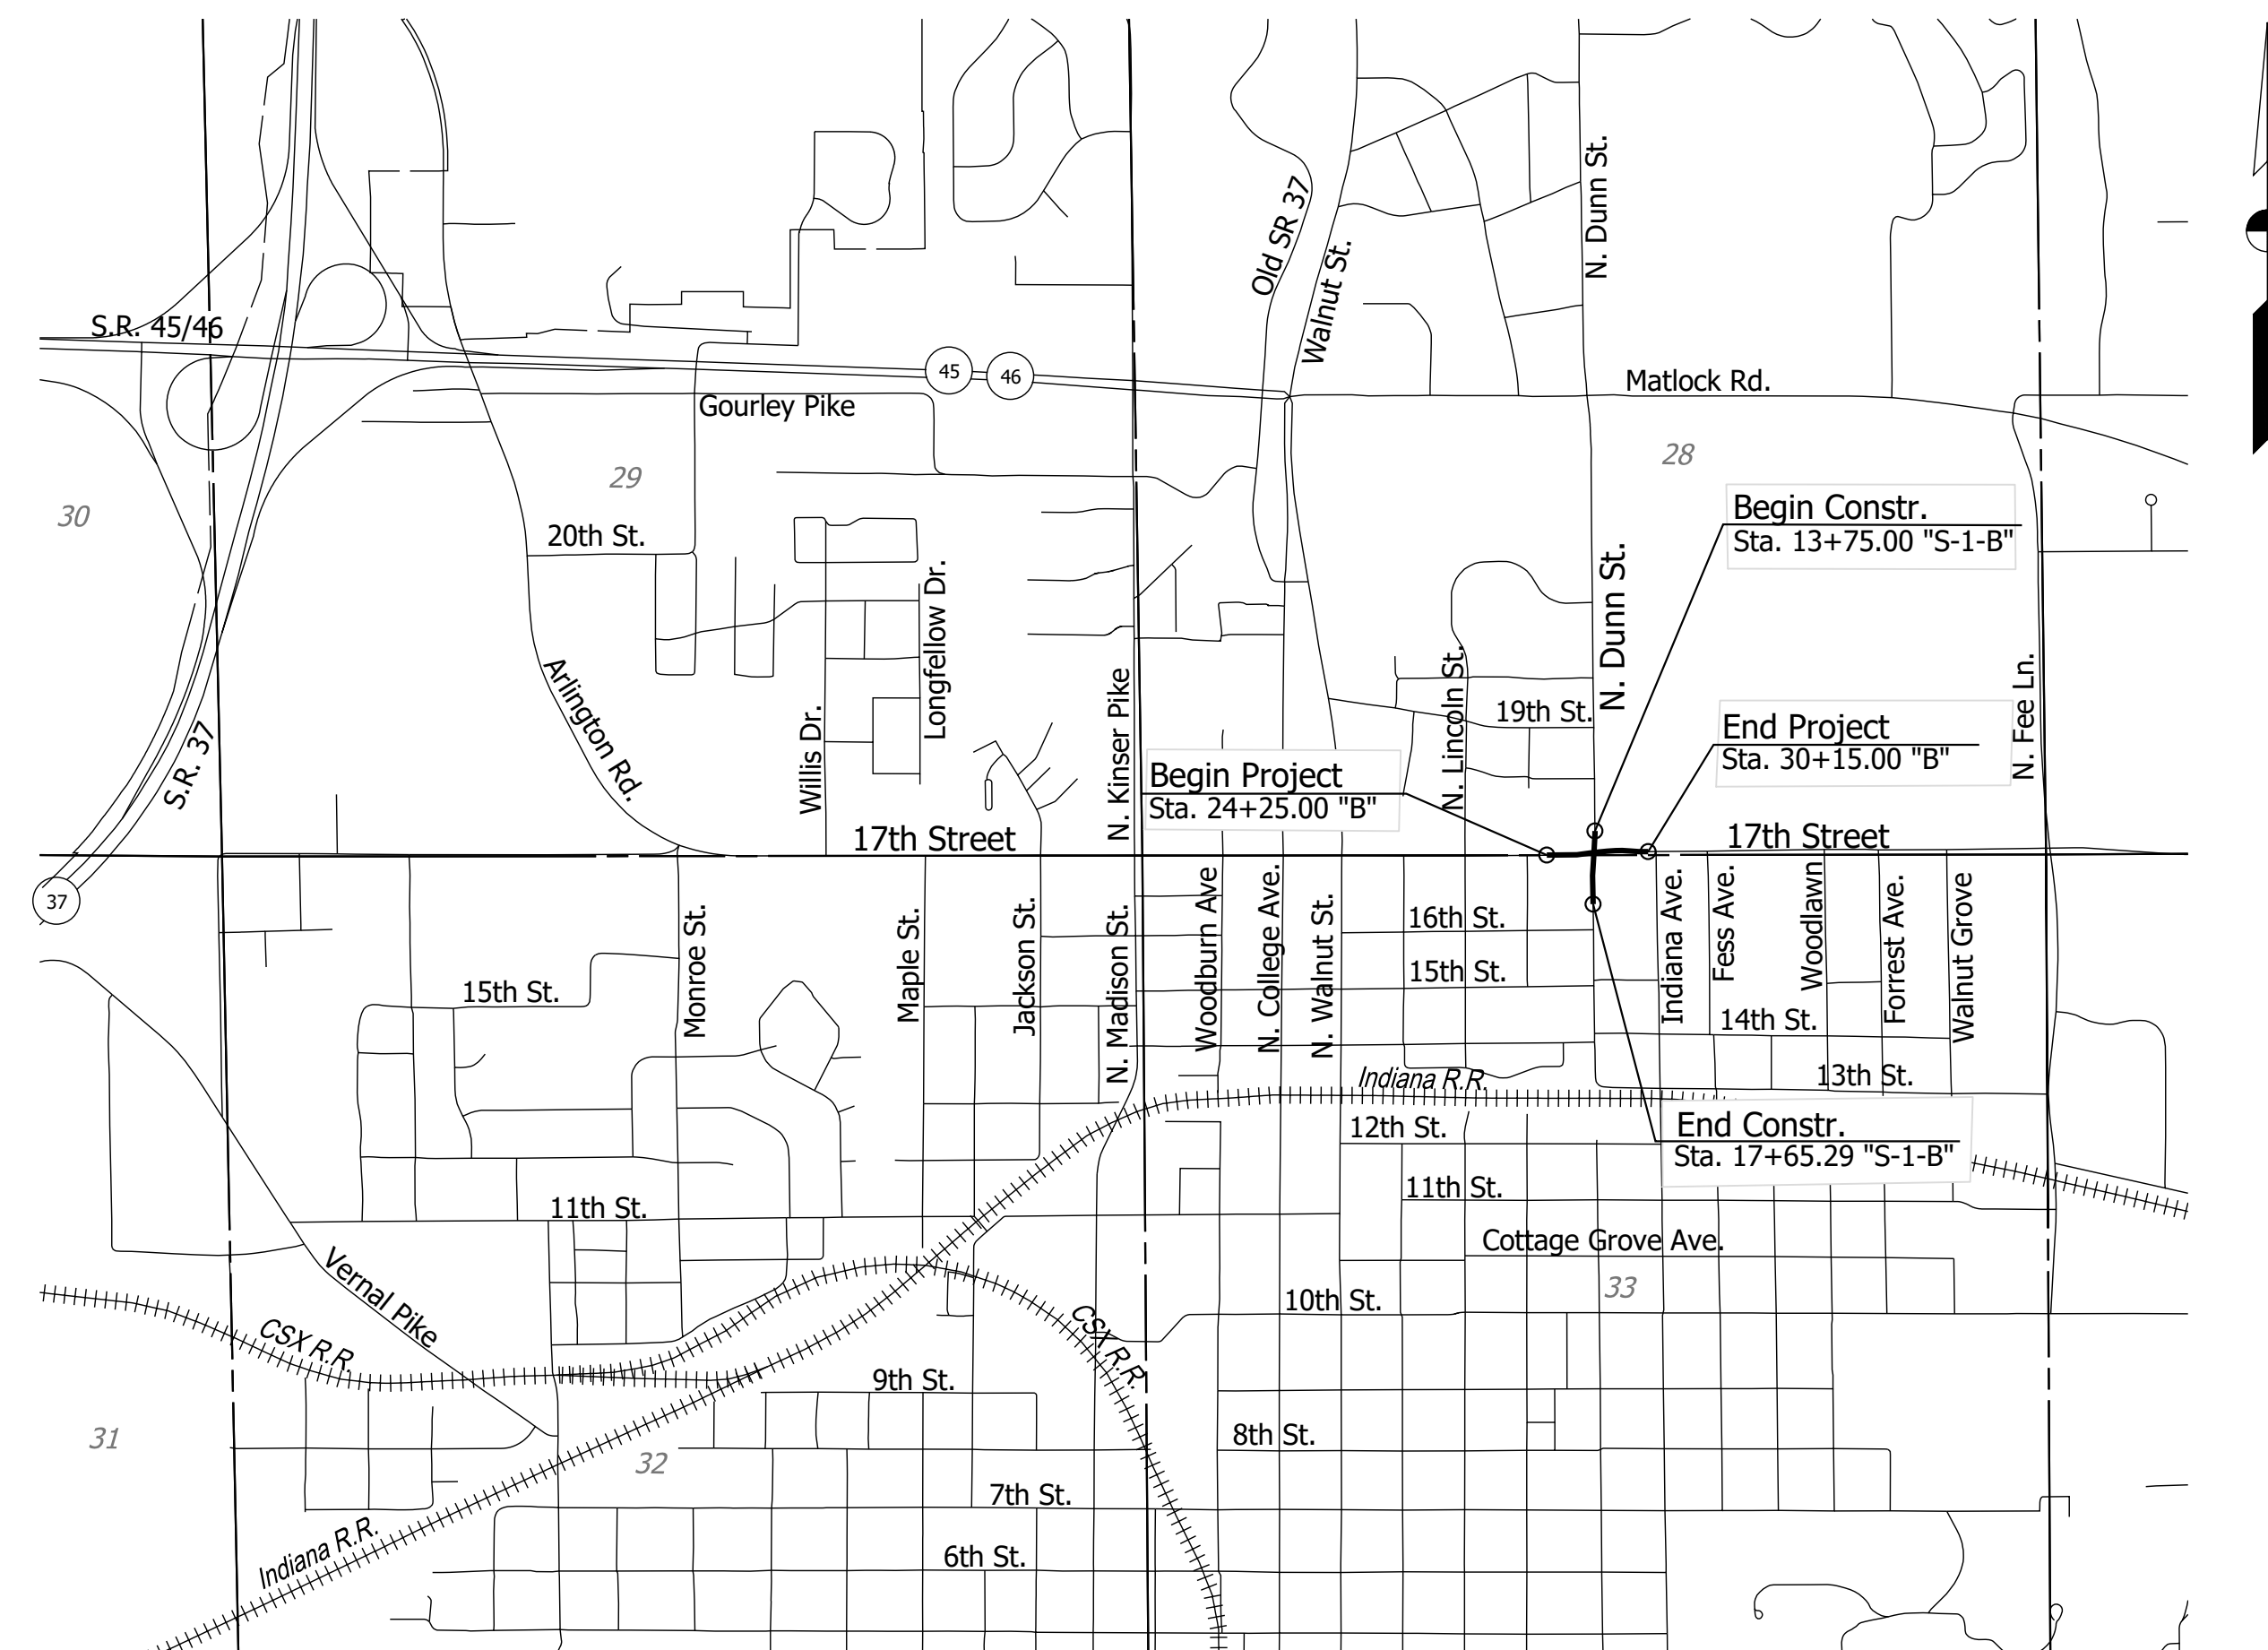 N. Dunn St.
Old SR 37
Walnut St.
S.R. 45/46
45
46
Matlock Rd.
Gourley Pike
28
29
30
Begin Constr.
Sta. 13+75.00 "S-1-B"
20th St.
N. Dunn St.
Longfellow Dr.
Arlington Rd.
N. Kinser Pike
N. Lincoln St.
N. Fee Ln.
19th St.
Willis Dr.
S.R. 37
End Project
Sta. 30+15.00 "B"
Begin Project
Sta. 24+25.00 "B"
17th Street
17th Street
37
Monroe St.
Maple St.
Jackson St.
N. Madison St.
Woodburn Ave
N. College Ave.
N. Walnut St.
16th St.
15th St.
Indiana Ave.
Fess Ave.
Woodlawn
Forrest Ave.
Walnut Grove
15th St.
14th St.
13th St.
Indiana R.R.
12th St.
End Constr.
Sta. 17+65.29 "S-1-B"
11th St.
11th St.
Cottage Grove Ave.
Vernal Pike
33
10th St.
CSX R.R.
CSX R.R.
9th St.
8th St.
31
32
7th St.
6th St.
Indiana R.R.